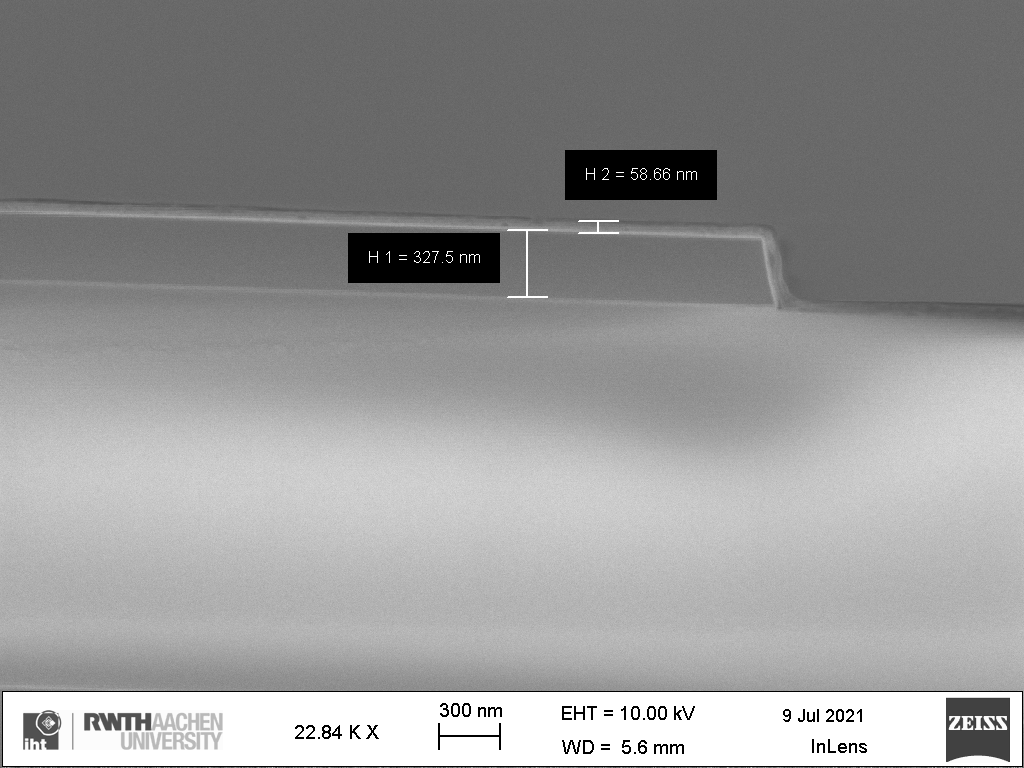 H 2 = 58.66 nm
H 1 = 327.5 nm
iht
RWTHAACHEN
UNIVERSITY
22.84 K X
300 nm
EHT = 10.00 kV
WD = 5.6 mm
9 Jul 2021
InLens
ZEISS